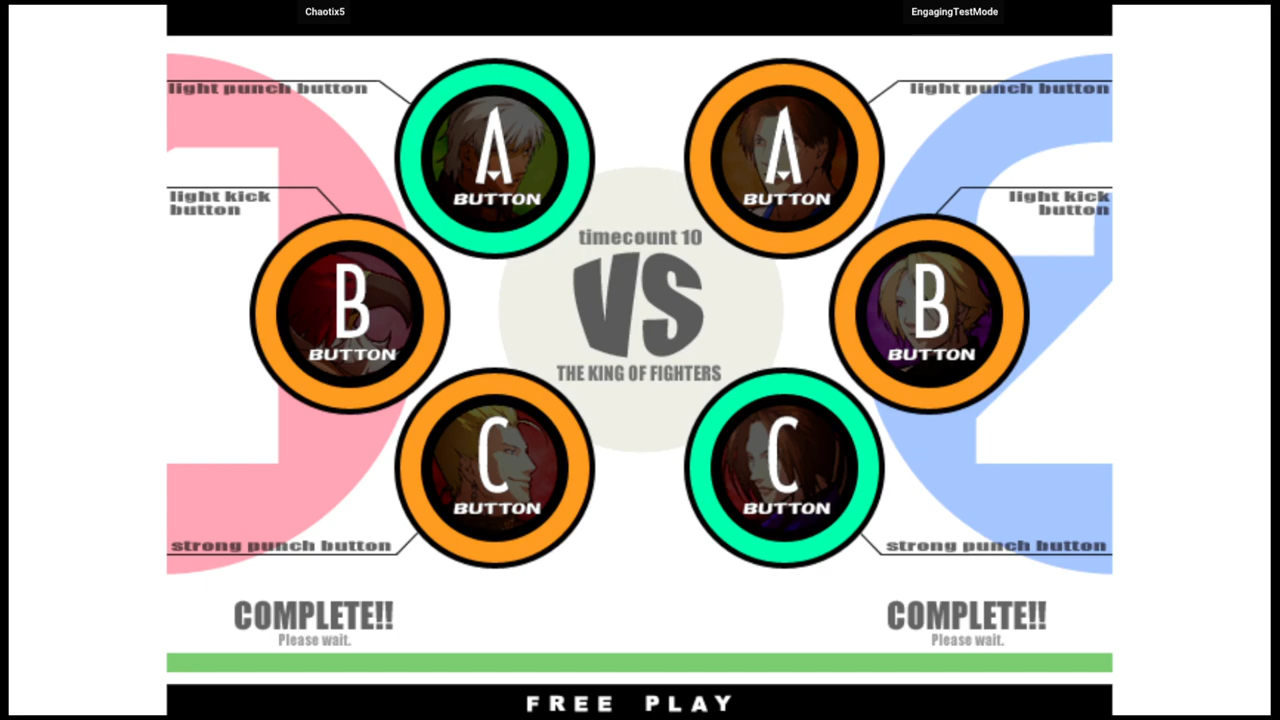 Chaotix5
EngagingTestMode
light punch button
light punch button
A
BUTTON
A
BUTTON
light kick
button
light kick
button
B
BUTTON
timecount 10
VS
THE KING OF FIGHTERS
B
BUTTON
C
BUTTON
C
BUTTON
strong punch button
strong punch button
COMPLETE!!
Please wait.
COMPLETE!!
Please wait.
FREE PLAY
1
2